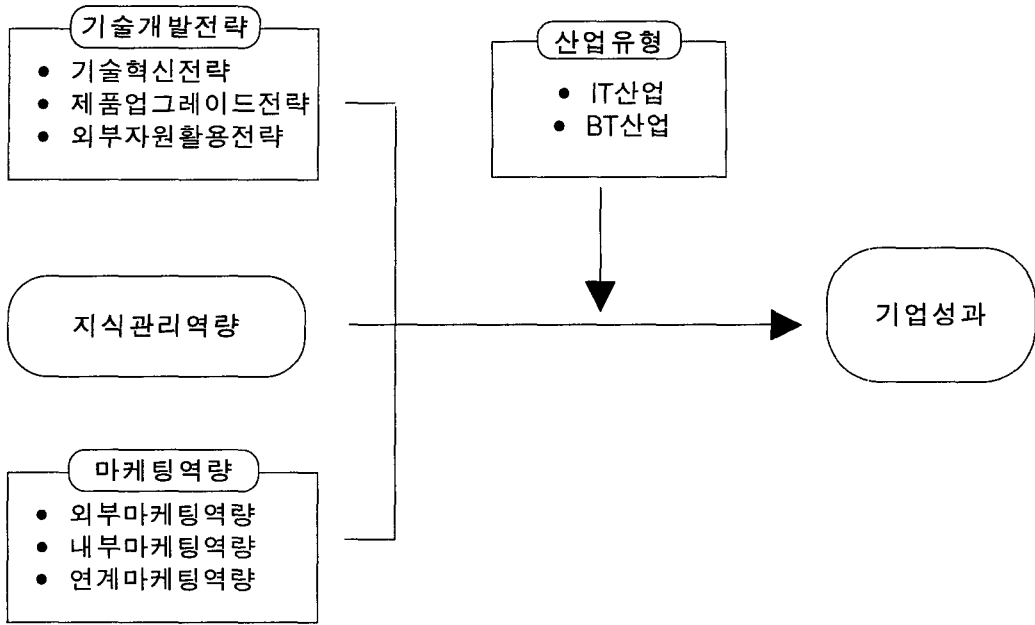 기술개발전략
● 기술혁신전략
● 제품업그레이드전략
● 외부자원활용전략
산업유형
● IT산업
● BT산업
지식관리역량
기업성과
마케팅역량
● 외부마케팅역량
● 내부마케팅역량
● 연계마케팅역량